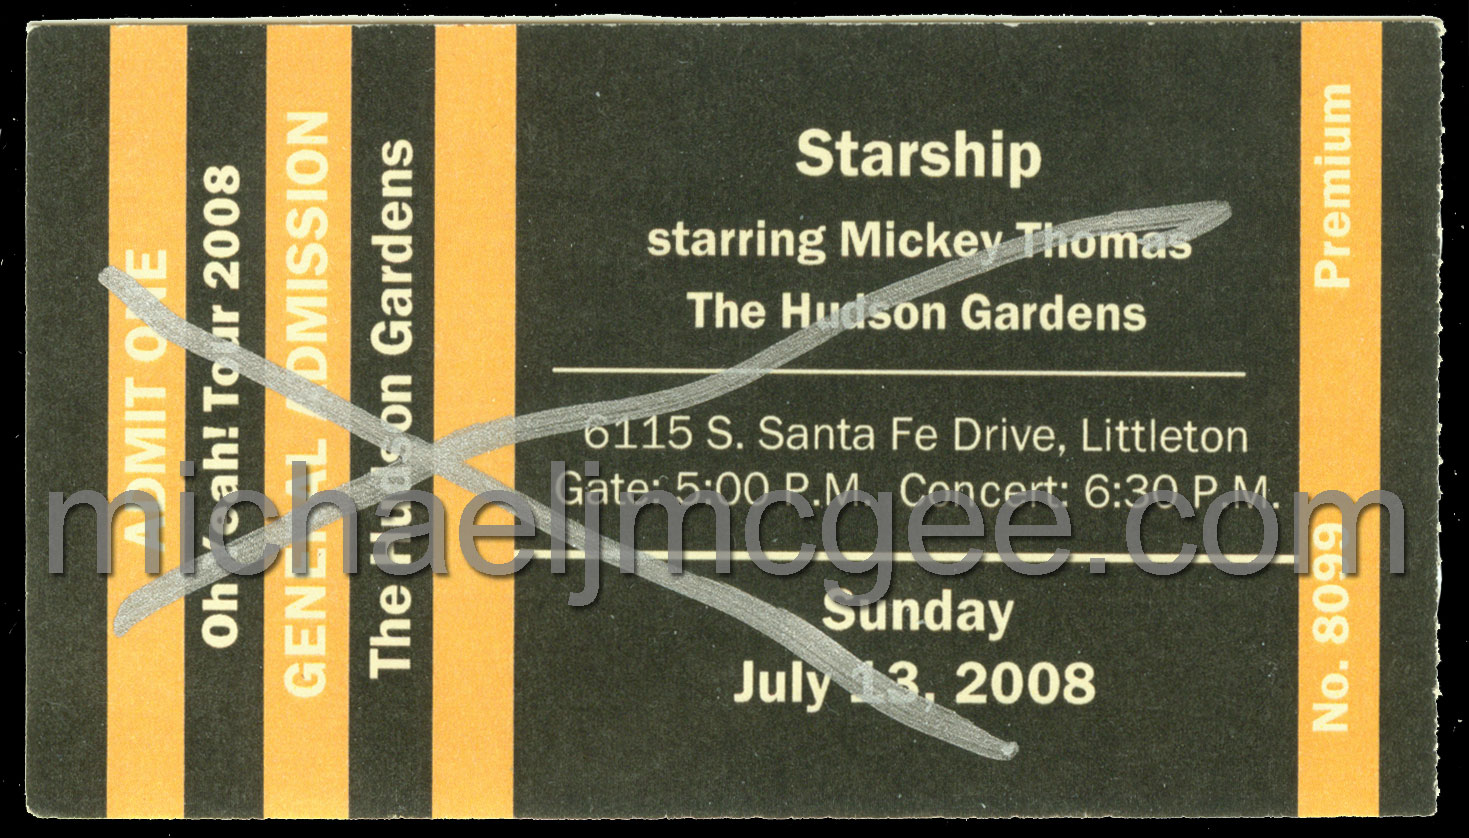 ADMIT ONE
Oh Yeah! Tour 2008
GENERAL ADMISSION
The Hudson Gardens
Starship
starring Mickey Thomas
The Hudson Gardens
6115 S. Santa Fe Drive, Littleton
Gate: 5:00 P.M. Concert: 6:30 P.M.
Sunday
July 13, 2008
No. 8099 Premium
michaeljmcgee.com